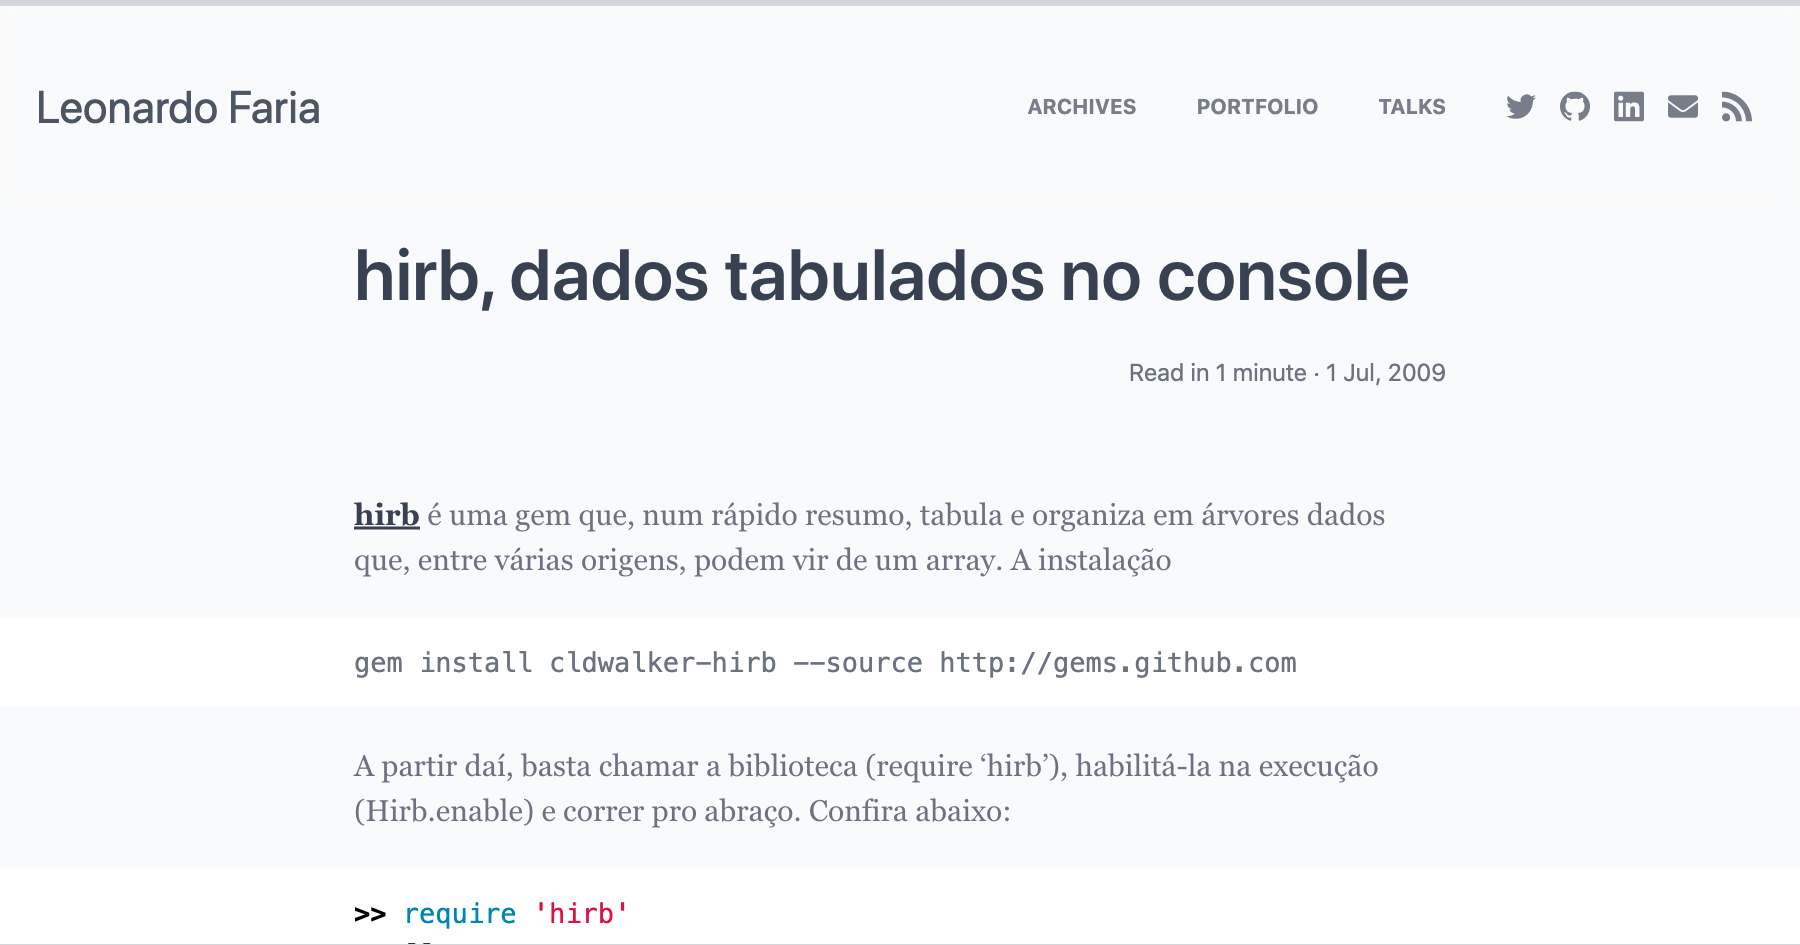 Leonardo Faria
ARCHIVES PORTFOLIO TALKS
hirb, dados tabulados no console
Read in 1 minute · 1 Jul, 2009
hirb é uma gem que, num rápido resumo, tabula e organiza em árvores dados
que, entre várias origens, podem vir de um array. A instalação
gem install cldwalker-hirb --source http://gems.github.com
A partir daí, basta chamar a biblioteca (require ‘hirb’), habilitá-la na execução
(Hirb.enable) e correr pro abraço. Confira abaixo:
>> require 'hirb'